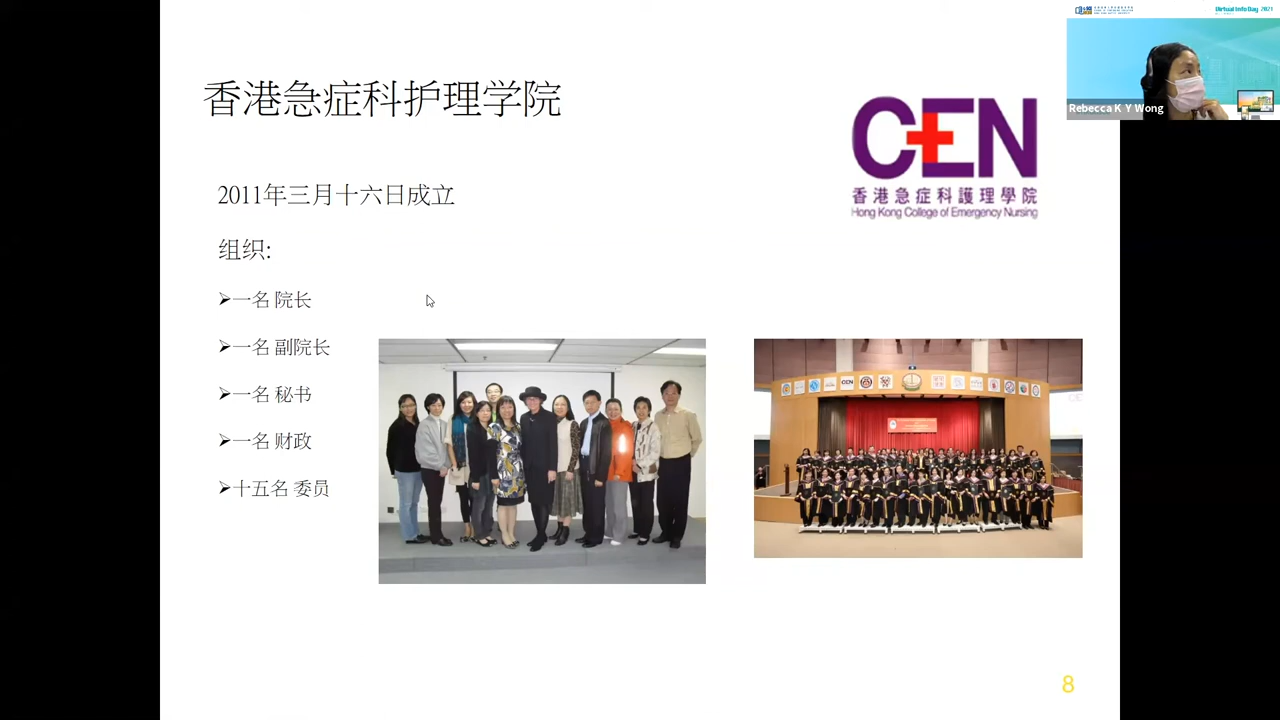 Virtual Info Day 2021
Rebecca K Y Wong
香港急症科护理学院
CEN
香港急症科護理學院
Hong Kong College of Emergency Nursing
2011年三月十六日成立
组织:
➢一名 院长
➢一名 副院长
➢一名 秘书
➢一名 财政
➢十五名 委员
CEN
8